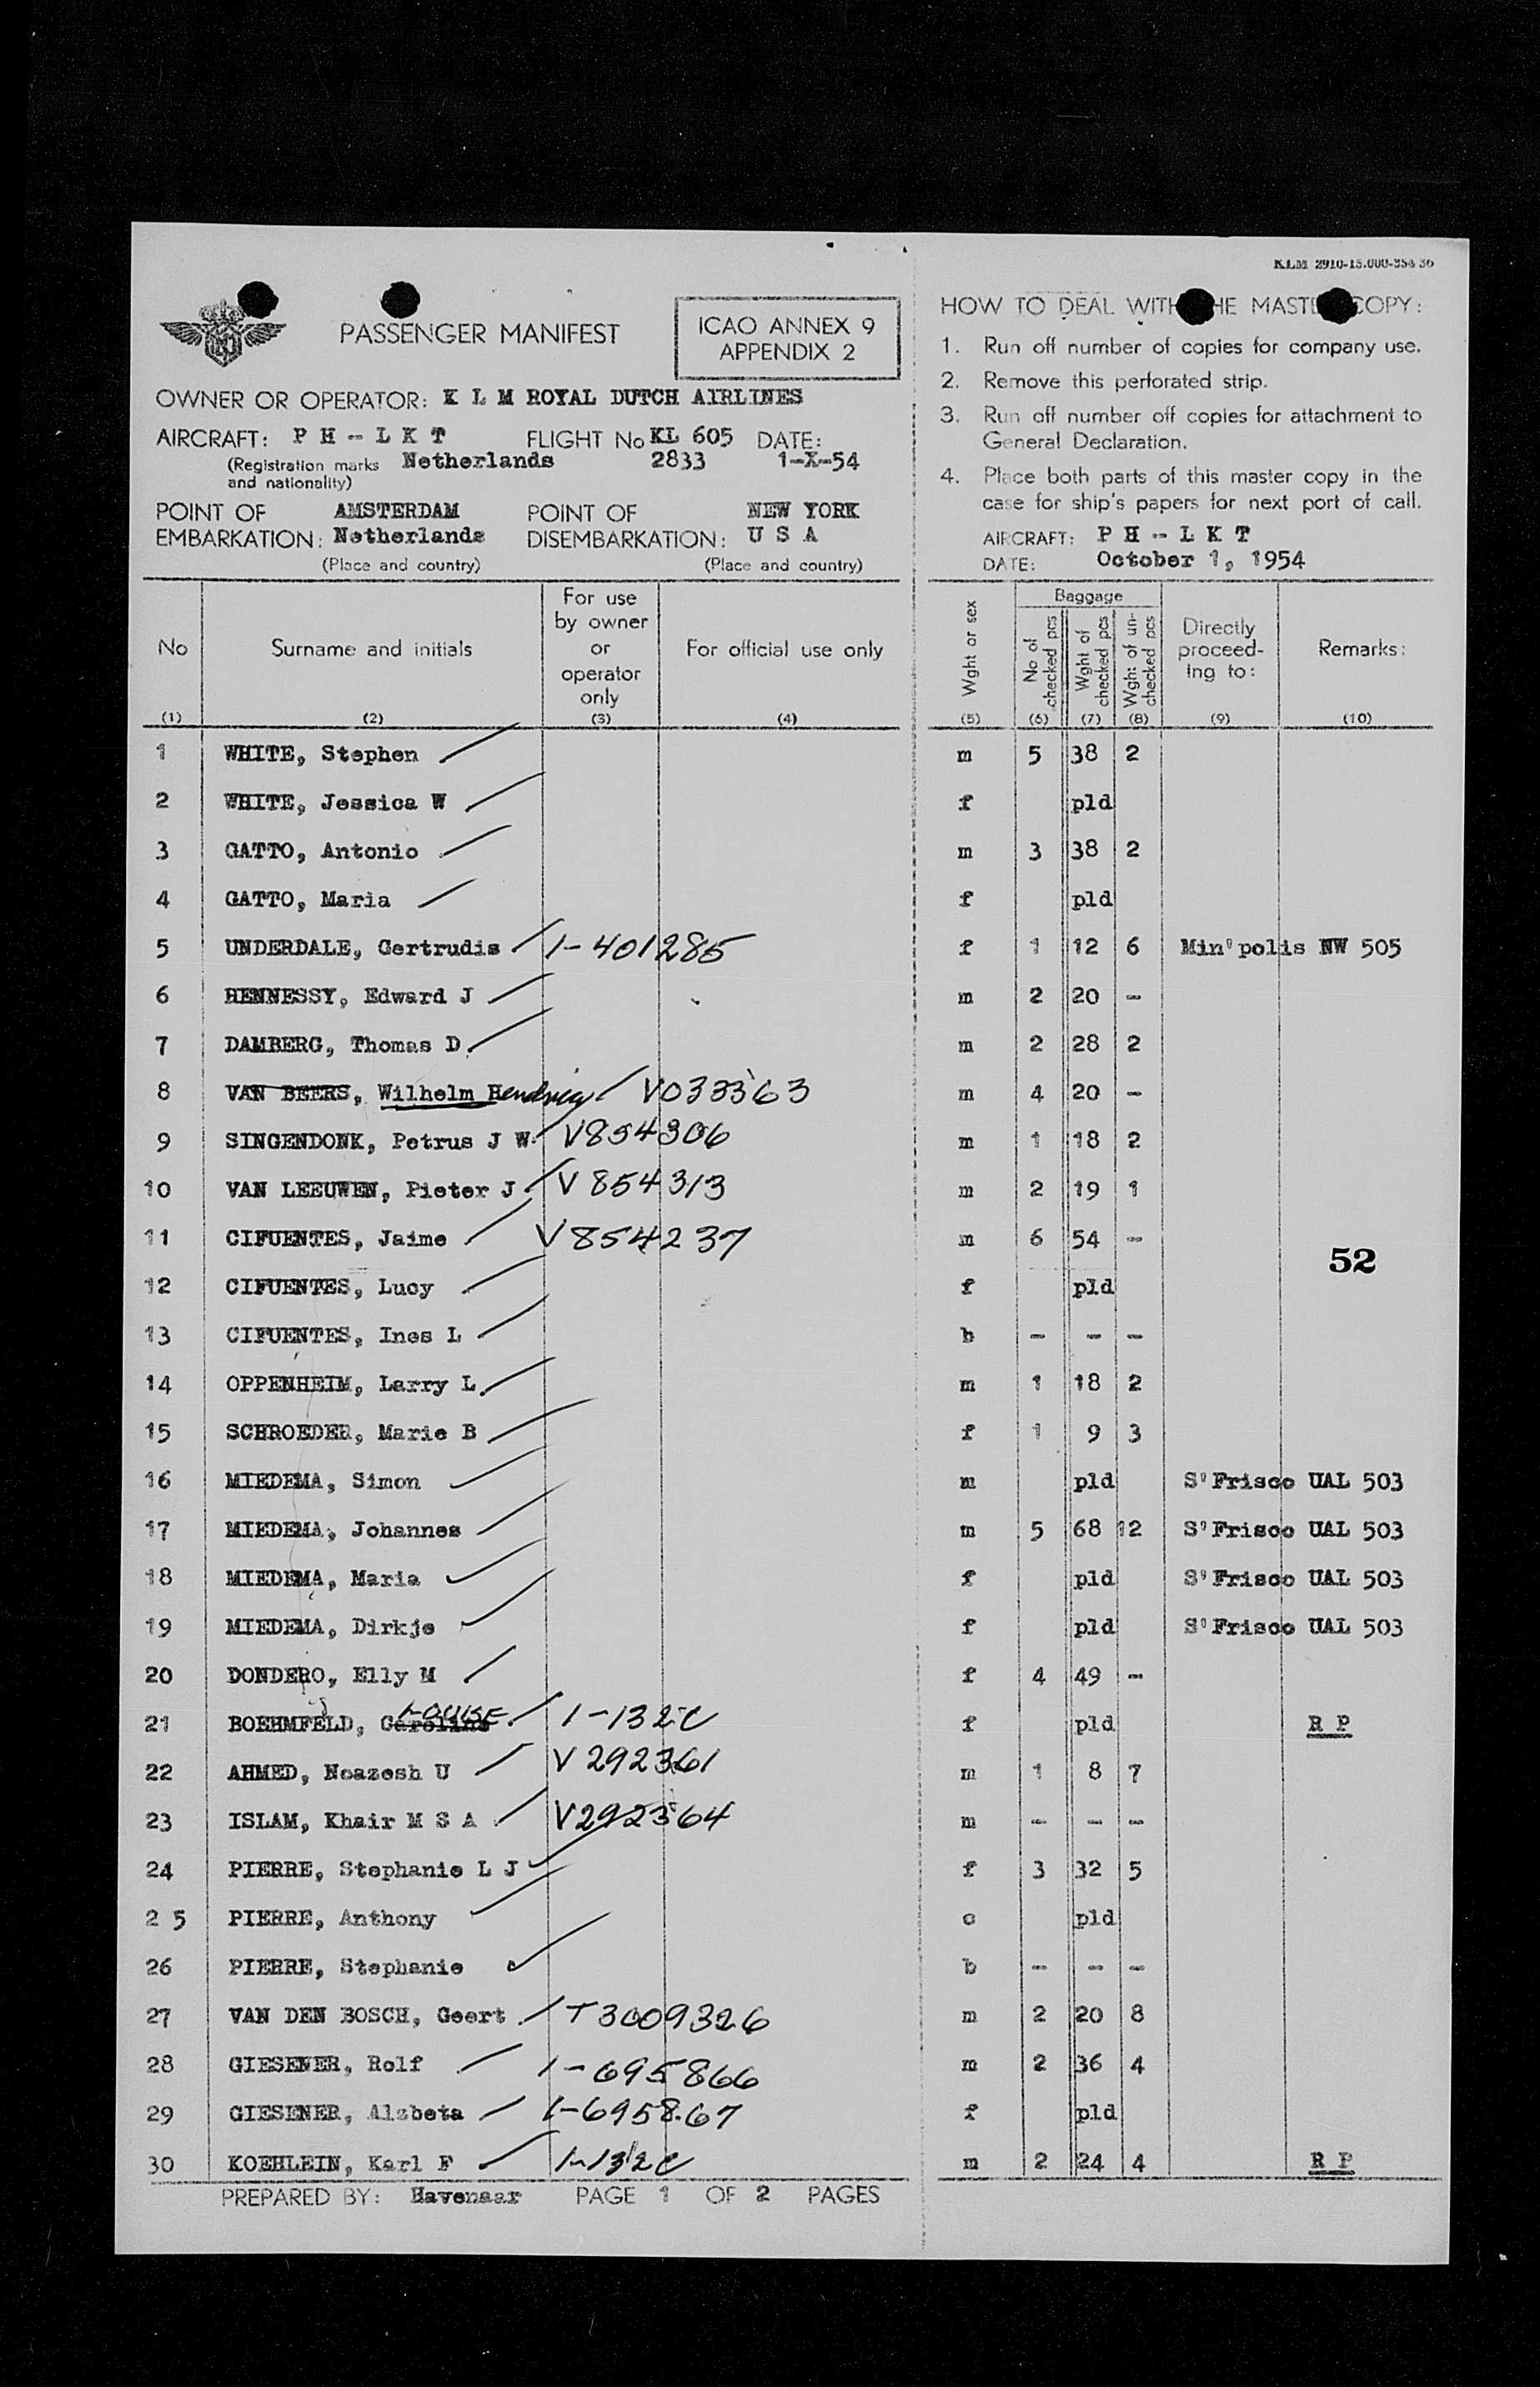 KLM 2910-15.000-354 36
PASSENGER MANIFEST
ICAO ANNEX 9
APPENDIX 2
OWNER OR OPERATOR: K L M ROYAL DUTCH AIRLINES
AIRCRAFT: P H - L K T FLIGHT No KL 605 DATE:
(Registration marks Netherlands 2833 1-X-54
and nationality)
POINT OF AMSTERDAM POINT OF NEW YORK
EMBARKATION: Netherlands DISEMBARKATION: U S A
(Place and country) (Place and country)
HOW TO DEAL WITH THE MASTER COPY:
1. Run off number of copies for company use.
2. Remove this perforated strip.
3. Run off number off copies for attachment to
General Declaration.
4. Place both parts of this master copy in the
case for ship's papers for next port of call.
AIRCRAFT: P H - L K T
DATE: October 1, 1954
No Surname and initials For use by owner or operator only For official use only Wght or sex Baggage No of checked pcs Wght of checked pcs Wght of un-checked pcs Directly proceed-ing to: Remarks:
(1) (2) (3) (4) (5) (6) (7) (8) (9) (10)
1 WHITE, Stephen m 5 38 2
2 WHITE, Jessica W f pld
3 GATTO, Antonio m 3 38 2
4 GATTO, Maria f pld
5 UNDERDALE, Gertrudis 1-401285 f 1 12 6 Min'polis NW 505
6 HENNESSY, Edward J m 2 20 -
7 DAMBERG, Thomas D. m 2 28 2
8 VAN BEERS, Wilhelm Hendricy V033363 m 4 20 -
9 SINGENDONK, Petrus J W V854306 m 1 18 2
10 VAN LEEUWEN, Pieter J V854313 m 2 19 1
11 CIFUENTES, Jaime V854237 m 6 54 -
52
12 CIFUENTES, Lucy f pld
13 CIFUENTES, Ines L b - - -
14 OPPENHEIM, Larry L. m 1 18 2
15 SCHROEDER, Marie B f 1 9 3
16 MIEDEMA, Simon m pld S'Frisco UAL 503
17 MIEDEMA, Johannes m 5 68 12 S'Frisco UAL 503
18 MIEDEMA, Maria f pld S'Frisco UAL 503
19 MIEDEMA, Dirkje f pld S'Frisco UAL 503
20 DONDERO, Elly M f 4 49 -
21 BOEHMFELD, Caroline LOUISE 1-132C f pld R P
22 AHMED, Noazesh U V292361 m 1 8 7
23 ISLAM, Khair M S A V292364 m - - -
24 PIERRE, Stephanie L J f 3 32 5
2 5 PIERRE, Anthony c pld
26 PIERRE, Stephanie b - - -
27 VAN DEN BOSCH, Geert T3009326 m 2 20 8
28 GIESENER, Rolf 1-695866 m 2 36 4
29 GIESENER, Alzbeta 1-695867 f pld
30 KOEHLEIN, Karl F 1-132C m 2 24 4 R P
PREPARED BY: Havenaar PAGE 1 OF 2 PAGES